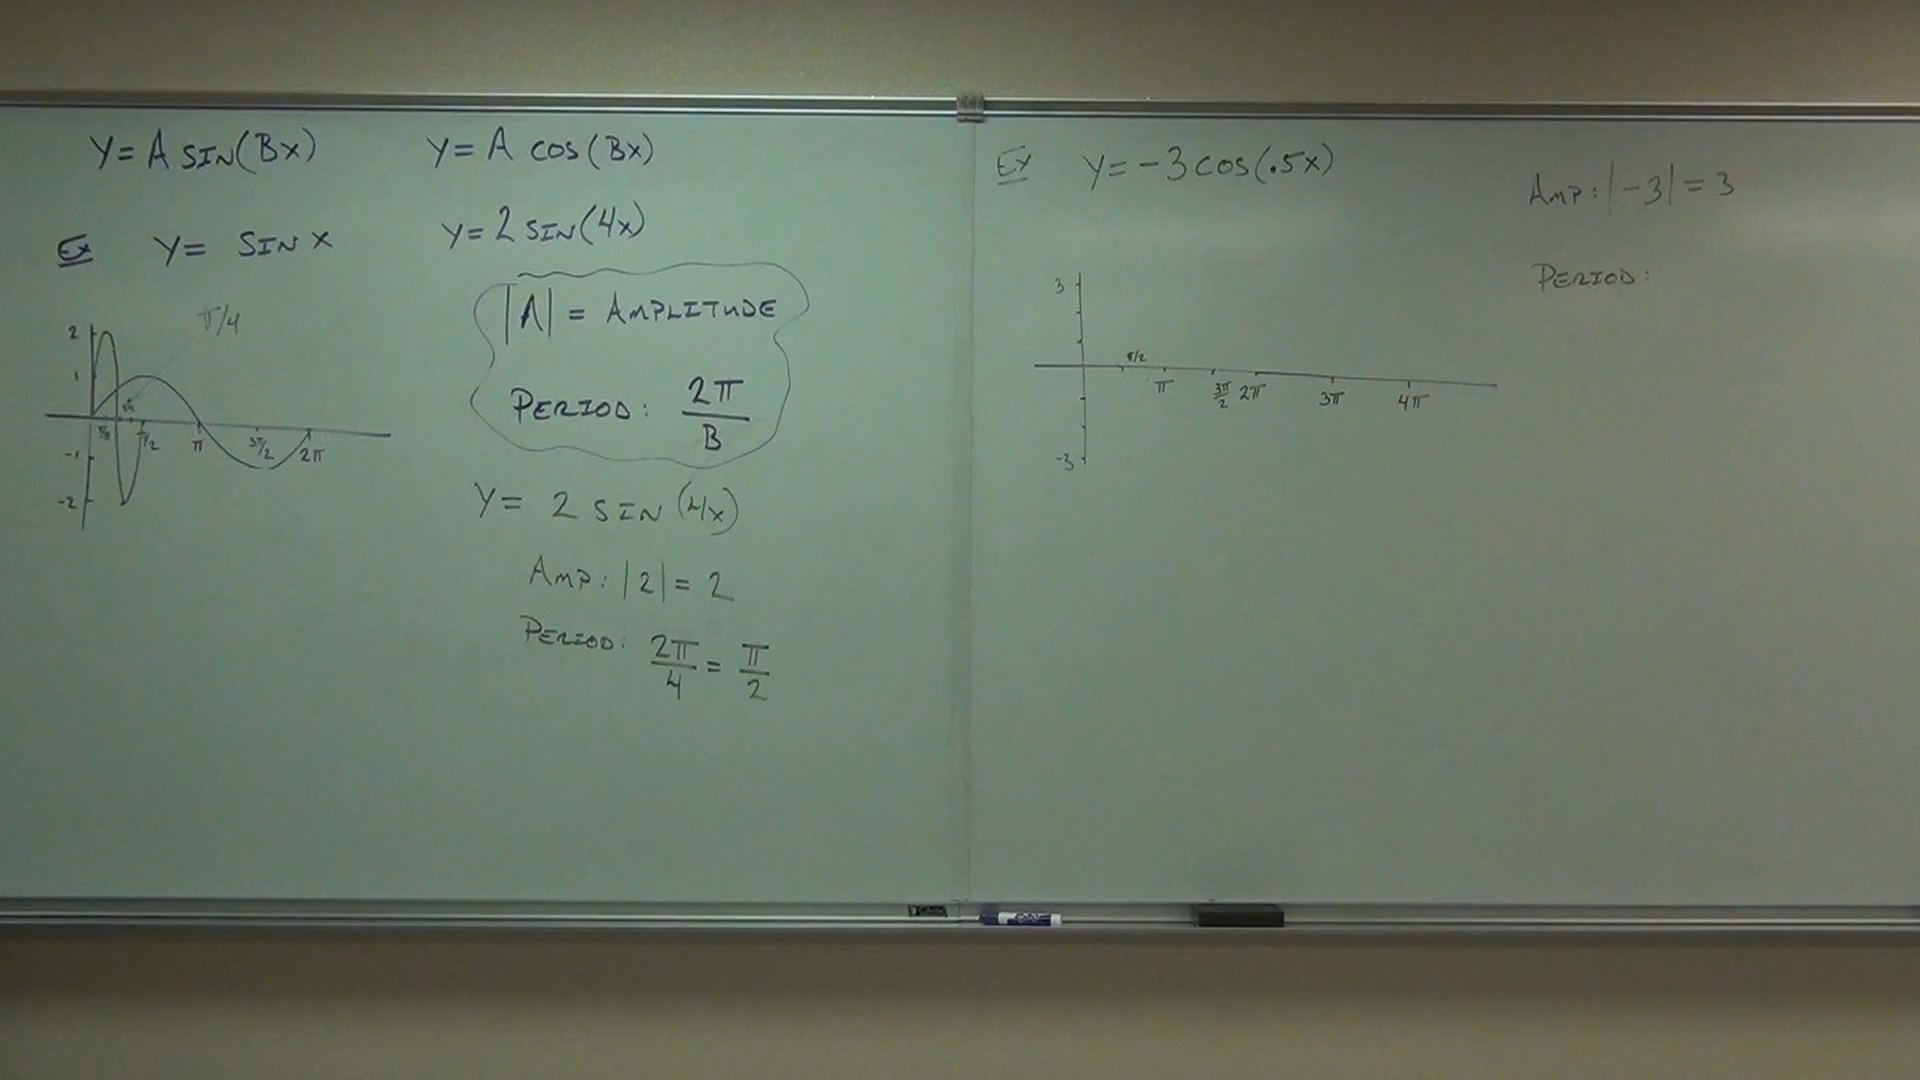 Y = A SIN(Bx)
Y = A COS(Bx)
Ex Y = SIN X
Y = 2 SIN(4x)
π/4
2
1
-1
-2
π/8
π/4
π/2
π
3π/2
2π
|A| = AMPLITUDE
PERIOD: 2π/B
Y = 2 SIN(4x)
AMP: |2| = 2
PERIOD: 2π/4 = π/2
Ex Y = -3 COS(.5x)
3
-3
π/2
π
3π/2
2π
3π
4π
AMP: |-3| = 3
PERIOD: